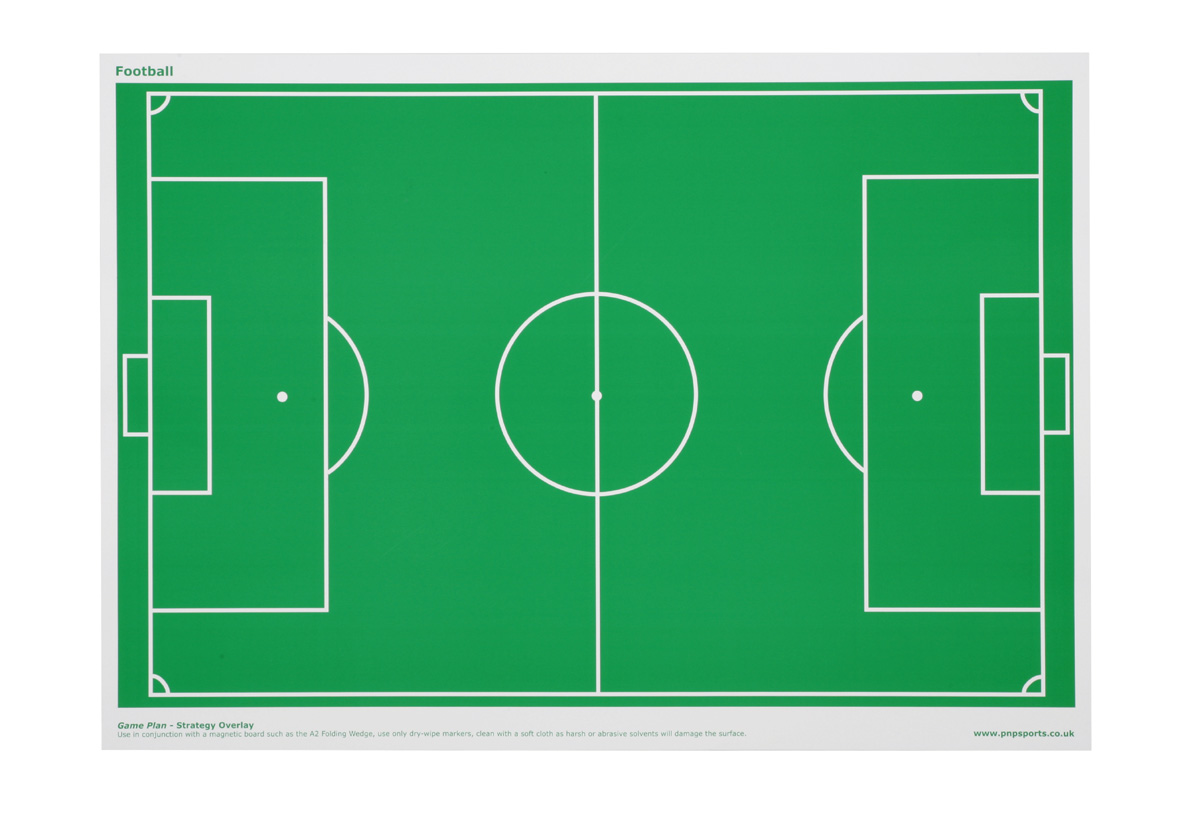 Football
Game Plan - Strategy Overlay
Use in conjunction with a magnetic board such as the A2 Folding Wedge, use only dry-wipe markers, clean with a soft cloth as harsh or abrasive solvents will damage the surface.
www.pnpsports.co.uk